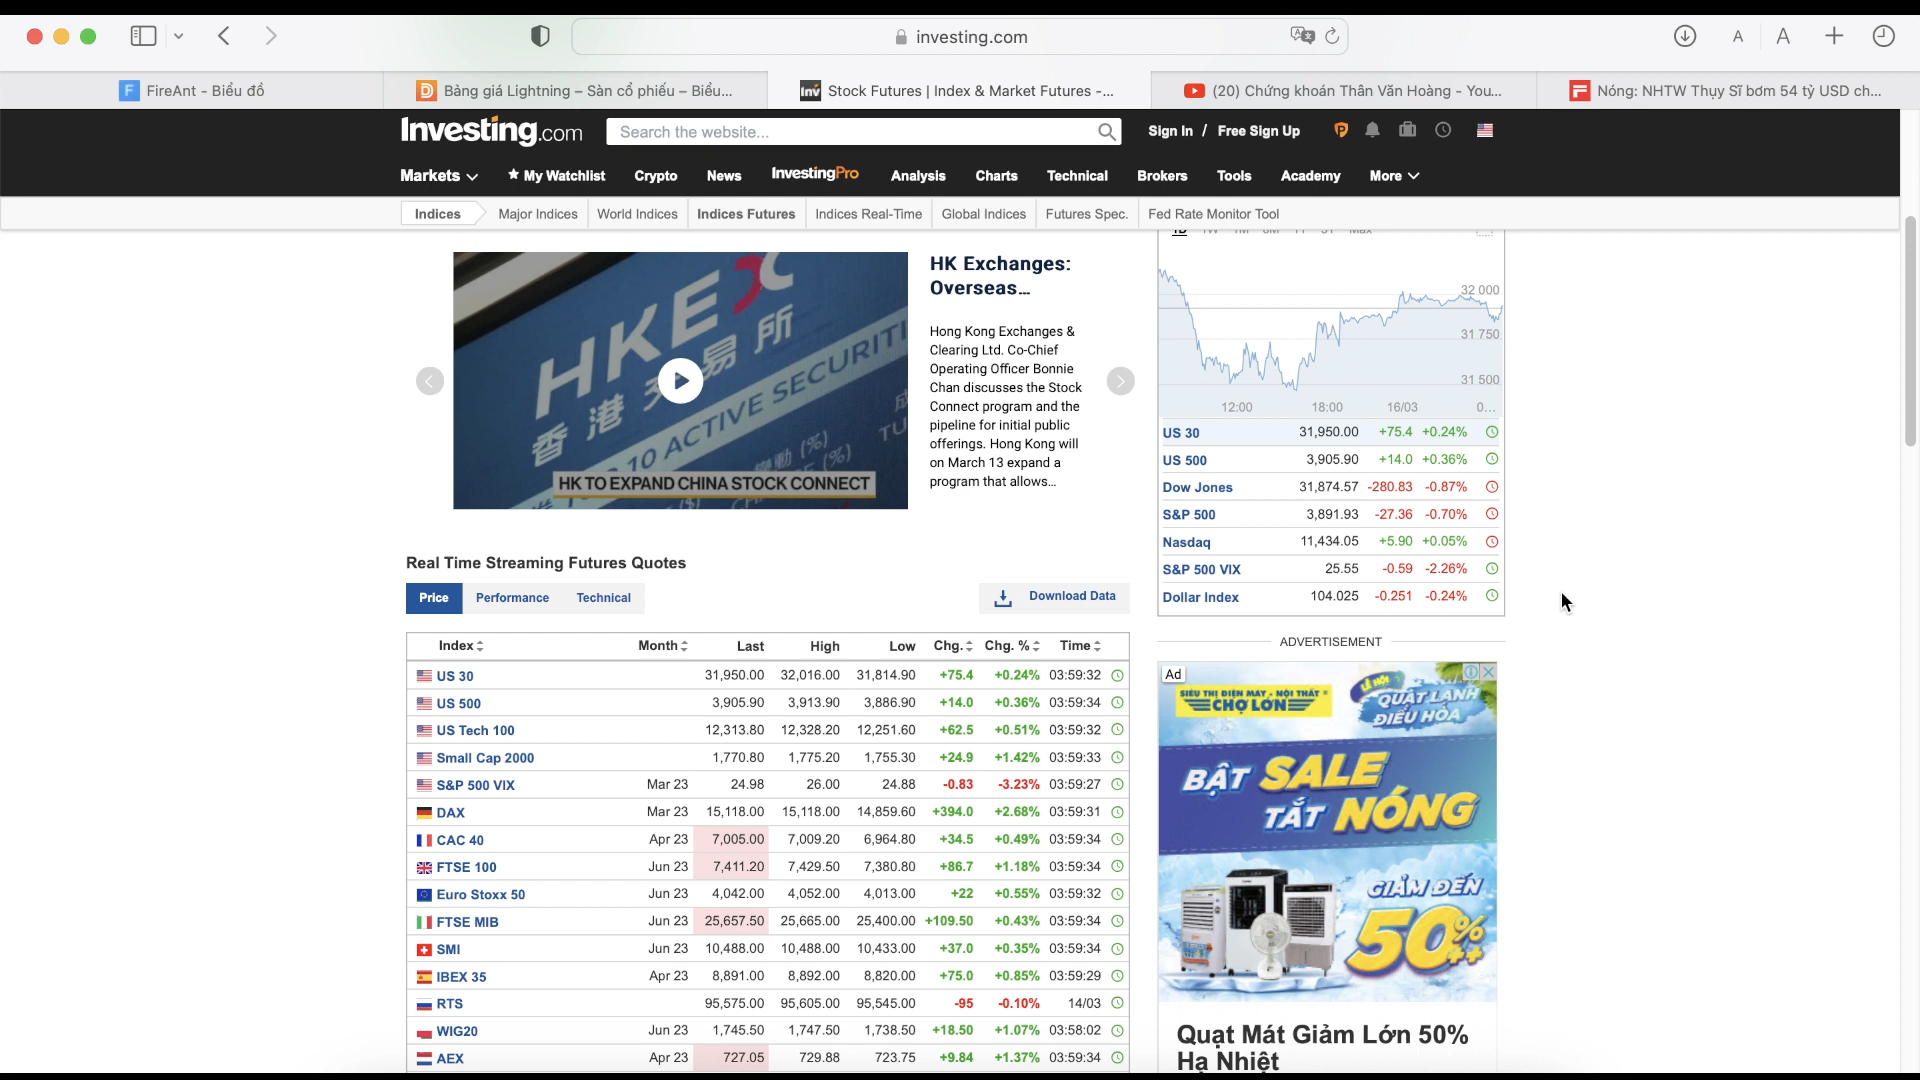 investing.com
A
A
FireAnt - Biểu đồ
Bảng giá Lightning – Sàn cổ phiếu – Biểu...
Stock Futures | Index & Market Futures -...
(20) Chứng khoán Thân Văn Hoàng - You...
Nóng: NHTW Thụy Sĩ bơm 54 tỷ USD ch...
Investing.com
Search the website...
Sign In / Free Sign Up
Markets
My Watchlist
Crypto
News
InvestingPro
Analysis
Charts
Technical
Brokers
Tools
Academy
More
Indices
Major Indices
World Indices
Indices Futures
Indices Real-Time
Global Indices
Futures Spec.
Fed Rate Monitor Tool
HKEX
香港交易所
10 ACTIVE SECURITI
HK TO EXPAND CHINA STOCK CONNECT
HK Exchanges:
Overseas...
Hong Kong Exchanges &
Clearing Ltd. Co-Chief
Operating Officer Bonnie
Chan discusses the Stock
Connect program and the
pipeline for initial public
offerings. Hong Kong will
on March 13 expand a
program that allows...
1D
32 000
31 750
31 500
12:00 18:00 16/03 0...
US 30 31,950.00 +75.4 +0.24%
US 500 3,905.90 +14.0 +0.36%
Dow Jones 31,874.57 -280.83 -0.87%
S&P 500 3,891.93 -27.36 -0.70%
Nasdaq 11,434.05 +5.90 +0.05%
S&P 500 VIX 25.55 -0.59 -2.26%
Dollar Index 104.025 -0.251 -0.24%
Real Time Streaming Futures Quotes
Price Performance Technical
Download Data
Index Month Last High Low Chg. Chg. % Time
US 30 31,950.00 32,016.00 31,814.90 +75.4 +0.24% 03:59:32
US 500 3,905.90 3,913.90 3,886.90 +14.0 +0.36% 03:59:34
US Tech 100 12,313.80 12,328.20 12,251.60 +62.5 +0.51% 03:59:32
Small Cap 2000 1,770.80 1,775.20 1,755.30 +24.9 +1.42% 03:59:33
S&P 500 VIX Mar 23 24.98 26.00 24.88 -0.83 -3.23% 03:59:27
DAX Mar 23 15,118.00 15,118.00 14,859.60 +394.0 +2.68% 03:59:31
CAC 40 Apr 23 7,005.00 7,009.20 6,964.80 +34.5 +0.49% 03:59:34
FTSE 100 Jun 23 7,411.20 7,429.50 7,380.80 +86.7 +1.18% 03:59:34
Euro Stoxx 50 Jun 23 4,042.00 4,052.00 4,013.00 +22 +0.55% 03:59:32
FTSE MIB Jun 23 25,657.50 25,665.00 25,400.00 +109.50 +0.43% 03:59:34
SMI Jun 23 10,488.00 10,488.00 10,433.00 +37.0 +0.35% 03:59:34
IBEX 35 Apr 23 8,891.00 8,892.00 8,820.00 +75.0 +0.85% 03:59:29
RTS 95,575.00 95,605.00 95,545.00 -95 -0.10% 14/03
WIG20 Jun 23 1,745.50 1,747.50 1,738.50 +18.50 +1.07% 03:58:02
AEX Apr 23 727.05 729.88 723.75 +9.84 +1.37% 03:59:34
ADVERTISEMENT
Ad
SIÊU THỊ ĐIỆN MÁY - NỘI THẤT
CHỢ LỚN
LỄ HỘI
QUẠT LẠNH
ĐIỀU HÒA
BẬT SALE
TẮT NÓNG
GIẢM ĐẾN
50%++
Quạt Mát Giảm Lớn 50%
Hạ Nhiệt